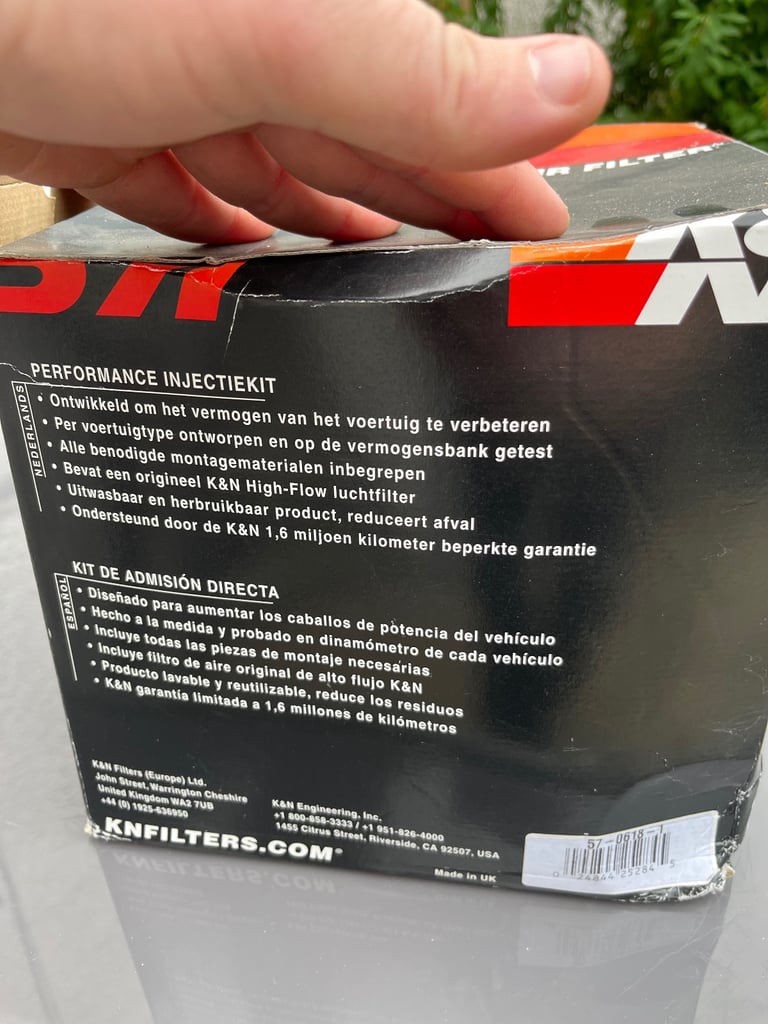 R FILTER
PERFORMANCE INJECTIEKIT
NEDERLANDS
• Ontwikkeld om het vermogen van het voertuig te verbeteren
• Per voertuigtype ontworpen en op de vermogensbank getest
• Alle benodigde montagematerialen inbegrepen
• Bevat een origineel K&N High-Flow luchtfilter
• Uitwasbaar en herbruikbaar product, reduceert afval
• Ondersteund door de K&N 1,6 miljoen kilometer beperkte garantie
KIT DE ADMISIÓN DIRECTA
ESPAÑOL
• Diseñado para aumentar los caballos de potencia del vehículo
• Hecho a la medida y probado en dinamómetro de cada vehículo
• Incluye todas las piezas de montaje necesarias
• Incluye filtro de aire original de alto flujo K&N
• Producto lavable y reutilizable, reduce los residuos
• K&N garantía limitada a 1,6 millones de kilómetros
K&N Filters (Europe) Ltd.
John Street, Warrington Cheshire
United Kingdom WA2 7UB
+44 (0) 1925-636950
K&N Engineering, Inc.
+1 800-858-3333 / +1 951-826-4000
1455 Citrus Street, Riverside, CA 92507, USA
KNFILTERS.COM®
Made in UK
57-0618-1
0 24844 25284 5